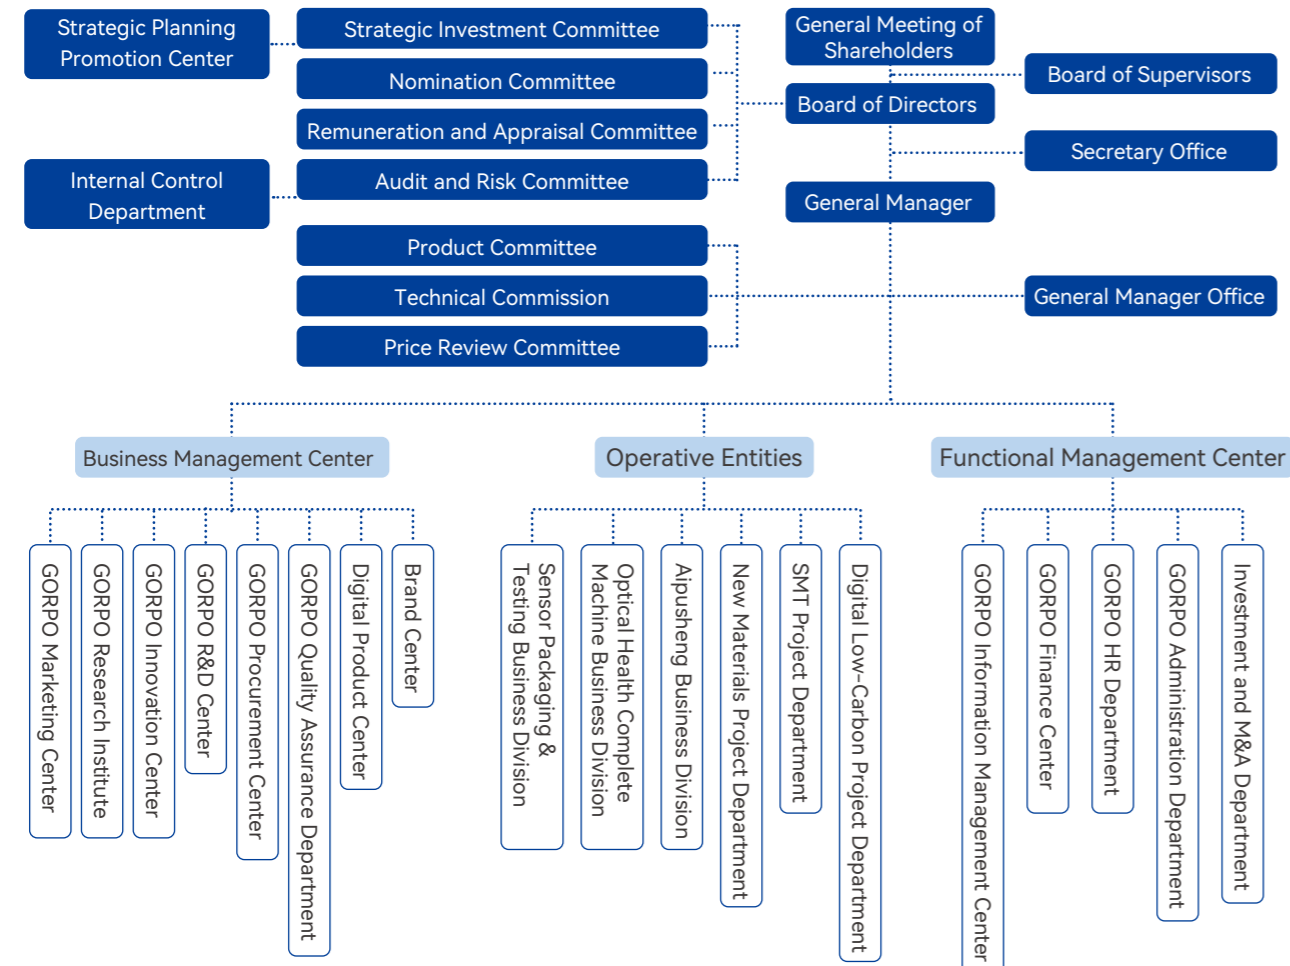 Strategic Planning
Promotion Center
Strategic Investment Committee
General Meeting of
Shareholders
Nomination Committee
Board of Supervisors
Board of Directors
Remuneration and Appraisal Committee
Secretary Office
Internal Control
Department
Audit and Risk Committee
General Manager
Product Committee
Technical Commission
General Manager Office
Price Review Committee
Business Management Center
Operative Entities
Functional Management Center
GORPO Marketing Center
GORPO Research Institute
GORPO Innovation Center
GORPO R&D Center
GORPO Procurement Center
GORPO Quality Assurance Department
Digital Product Center
Brand Center
Sensor Packaging &
Testing Business Division
Optical Health Complete
Machine Business Division
Aipusheng Business Division
New Materials Project Department
SMT Project Department
Digital Low-Carbon Project Department
GORPO Information Management Center
GORPO Finance Center
GORPO HR Department
GORPO Administration Department
Investment and M&A Department